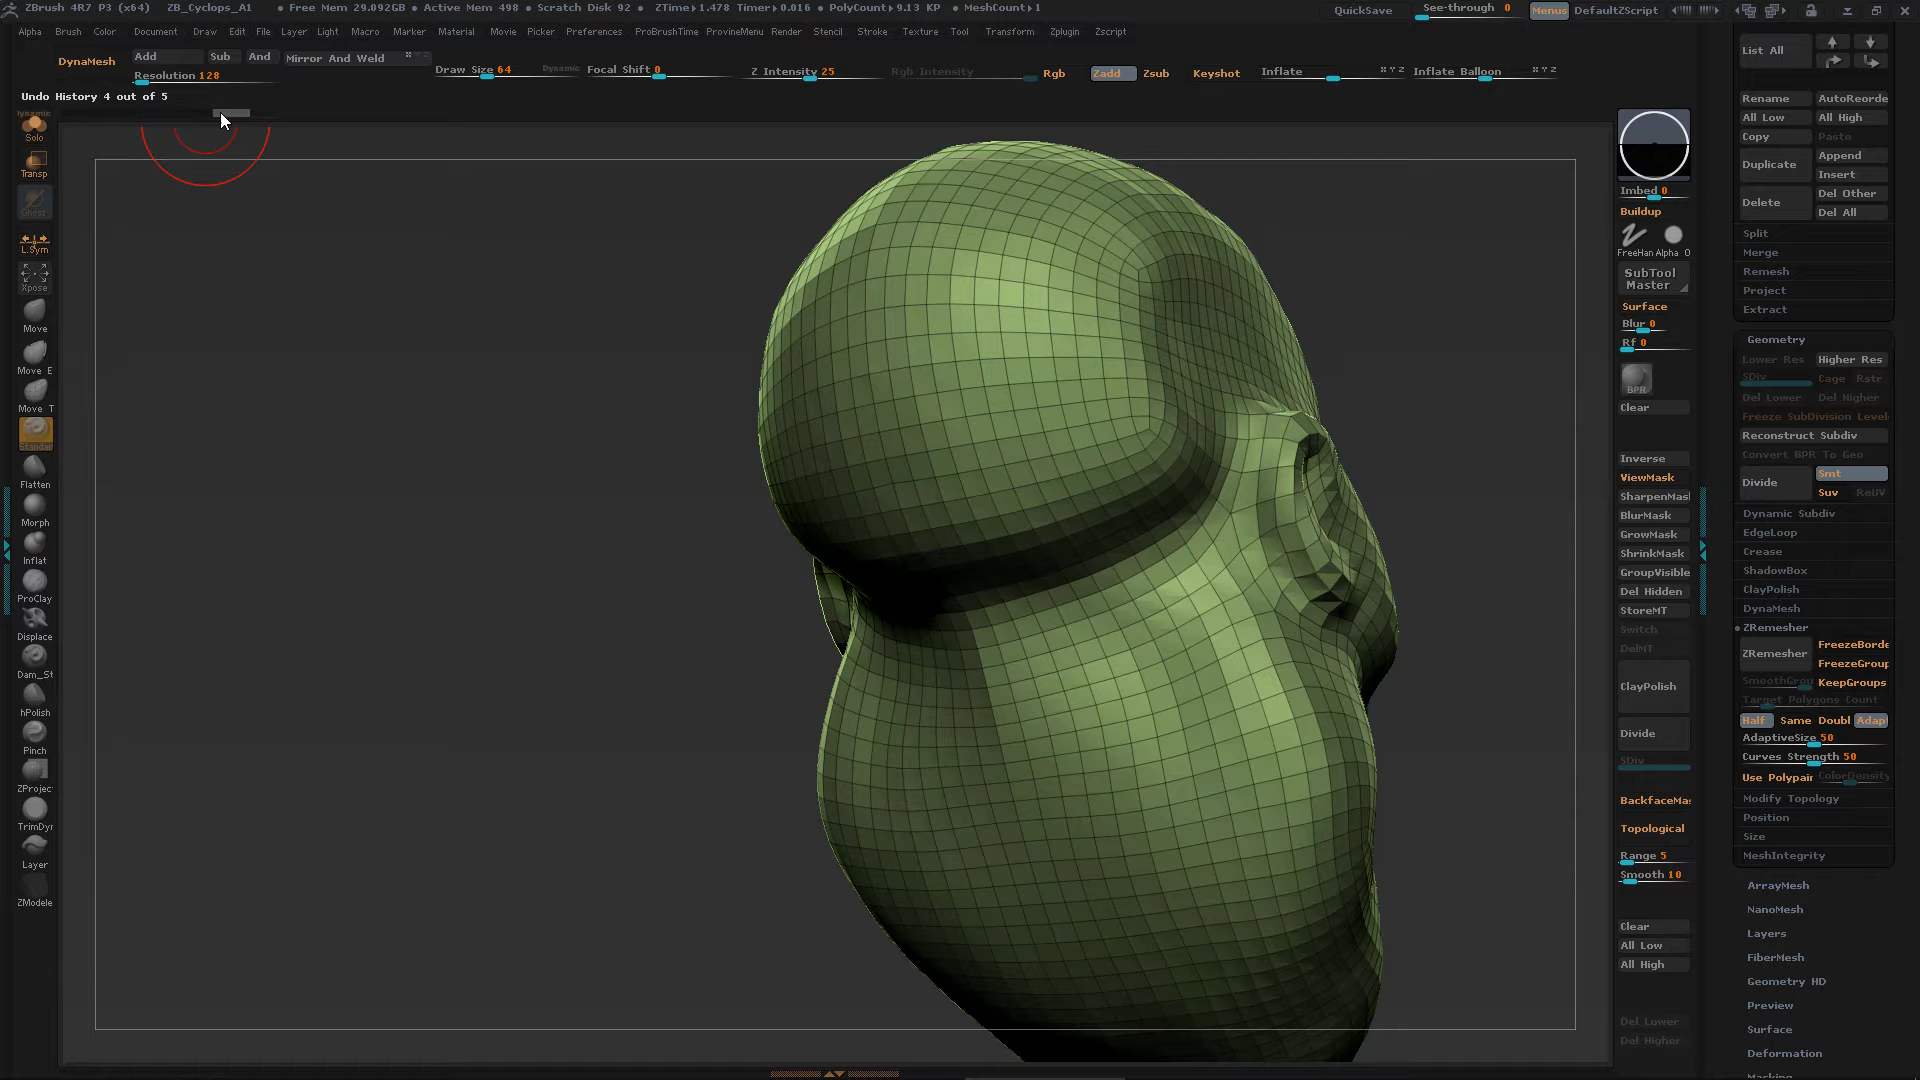 ZBrush 4R7 P3 (x64) ZB_Cyclops_A1 • Free Mem 29.092GB • Active Mem 498 • Scratch Disk 92 • ZTime▸1.478 Timer▸0.016 • PolyCount▸9.13 KP • MeshCount▸1 QuickSave See-through 0 Menus DefaultZScript
Alpha Brush Color Document Draw Edit File Layer Light Macro Marker Material Movie Picker Preferences ProBrushTime ProvineMenu Render Stencil Stroke Texture Tool Transform Zplugin Zscript
DynaMesh Add Sub And Mirror And Weld
Resolution 128
Draw Size 64 Dynamic Focal Shift 0 Z Intensity 25 Rgb Intensity Rgb Zadd Zsub Keyshot Inflate X Y Z Inflate Balloon X Y Z
Undo History 4 out of 5
Dynamic
Solo
Transp
Ghost
L.Sym
Xpose
Move
Move E
Move T
Standar
Flatten
Morph
Inflat
ProClay
Displace
Dam_St
hPolish
Pinch
ZProjec
TrimDyn
Layer
ZModele
Imbed 0
Buildup
FreeHan Alpha O
SubTool
Master
Surface
Blur 0
Rf 0
BPR
Clear
Inverse
ViewMask
SharpenMask
BlurMask
GrowMask
ShrinkMask
GroupVisible
Del Hidden
StoreMT
Switch
DelMT
ClayPolish
Divide
SDiv
BackfaceMas
Topological
Range 5
Smooth 10
Clear
All Low
All High
Del Lower
Del Higher
List All
Rename AutoReorde
All Low All High
Copy Paste
Duplicate Append
Insert
Delete Del Other
Del All
Split
Merge
Remesh
Project
Extract
Geometry
Lower Res Higher Res
SDiv Cage Rstr
Del Lower Del Higher
Freeze SubDivision Level
Reconstruct Subdiv
Convert BPR To Geo
Divide Smt
Suv ReUV
Dynamic Subdiv
EdgeLoop
Crease
ShadowBox
ClayPolish
DynaMesh
ZRemesher
ZRemesher FreezeBorde
FreezeGroup
SmoothGrou KeepGroups
Target Polygons Count
Half Same Doubl Adap
AdaptiveSize 50
Curves Strength 50
Use Polypain ColorDensity
Modify Topology
Position
Size
MeshIntegrity
ArrayMesh
NanoMesh
Layers
FiberMesh
Geometry HD
Preview
Surface
Deformation
Masking